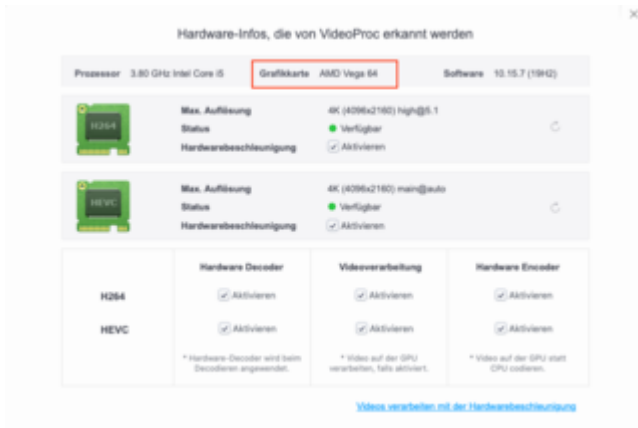 Hardware-Infos, die von VideoProc erkannt werden
Prozessor 3.80 GHz Intel Core i5 Grafikkarte AMD Vega 64 Software 10.15.7 (19H2)
H264
Max. Auflösung 4K (4096x2160) high@5.1
Status Verfügbar
Hardwarebeschleunigung Aktivieren
HEVC
Max. Auflösung 4K (4096x2160) main@auto
Status Verfügbar
Hardwarebeschleunigung Aktivieren
Hardware Decoder Videoverarbeitung Hardware Encoder
H264 Aktivieren Aktivieren Aktivieren
HEVC Aktivieren Aktivieren Aktivieren
* Hardware-Decoder wird beim * Video auf der GPU * Video auf der GPU statt
Decodieren angewendet. verarbeiten, falls aktiviert. CPU codieren.
Videos verarbeiten mit der Hardwarebeschleunigung